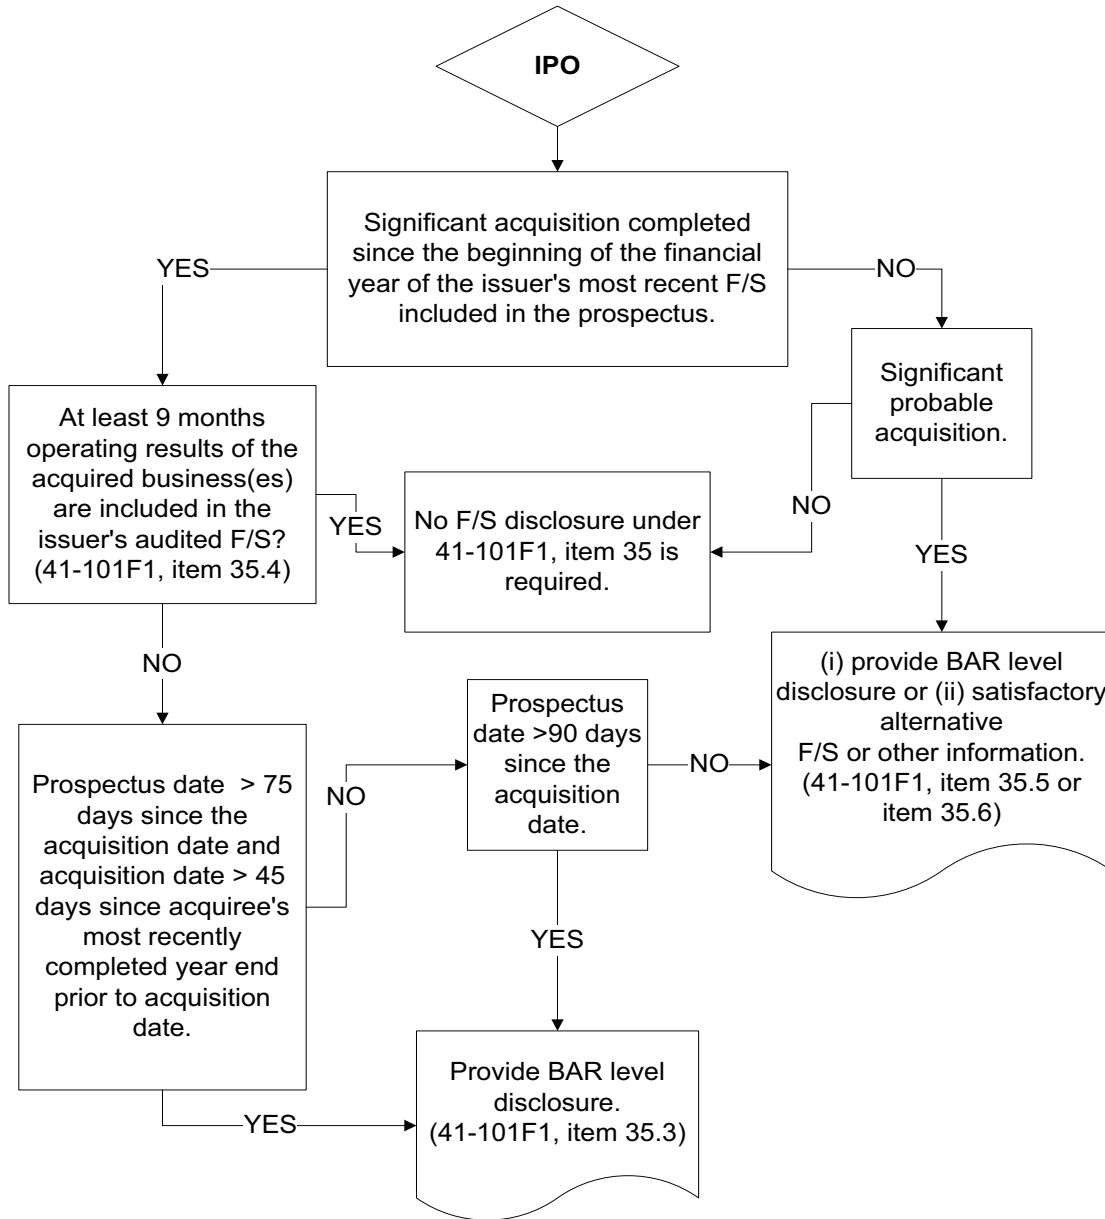 IPO
Significant acquisition completed
since the beginning of the financial
year of the issuer's most recent F/S
included in the prospectus.
YES
NO
Significant
probable
acquisition.
At least 9 months
operating results of the
acquired business(es)
are included in the
issuer's audited F/S?
(41-101F1, item 35.4)
YES
No F/S disclosure under
41-101F1, item 35 is
required.
NO
YES
NO
(i) provide BAR level
disclosure or (ii) satisfactory
alternative
F/S or other information.
(41-101F1, item 35.5 or
item 35.6)
Prospectus date  > 75
days since the
acquisition date and
acquisition date > 45
days since acquiree's
most recently
completed year end
prior to acquisition
date.
NO
Prospectus
date >90 days
since the
acquisition
date.
NO
YES
YES
Provide BAR level
disclosure.
(41-101F1, item 35.3)